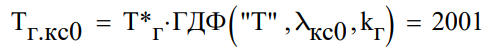 Tг.кс0 = T*г·ГДФ("T" ,λкс0,kг) = 2001